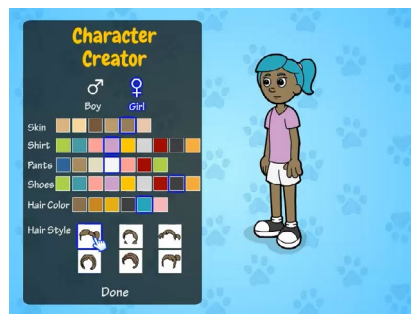 Character
Creator
Boy Girl
Skin
Shirt
Pants
Shoes
Hair Color
Hair Style
Done